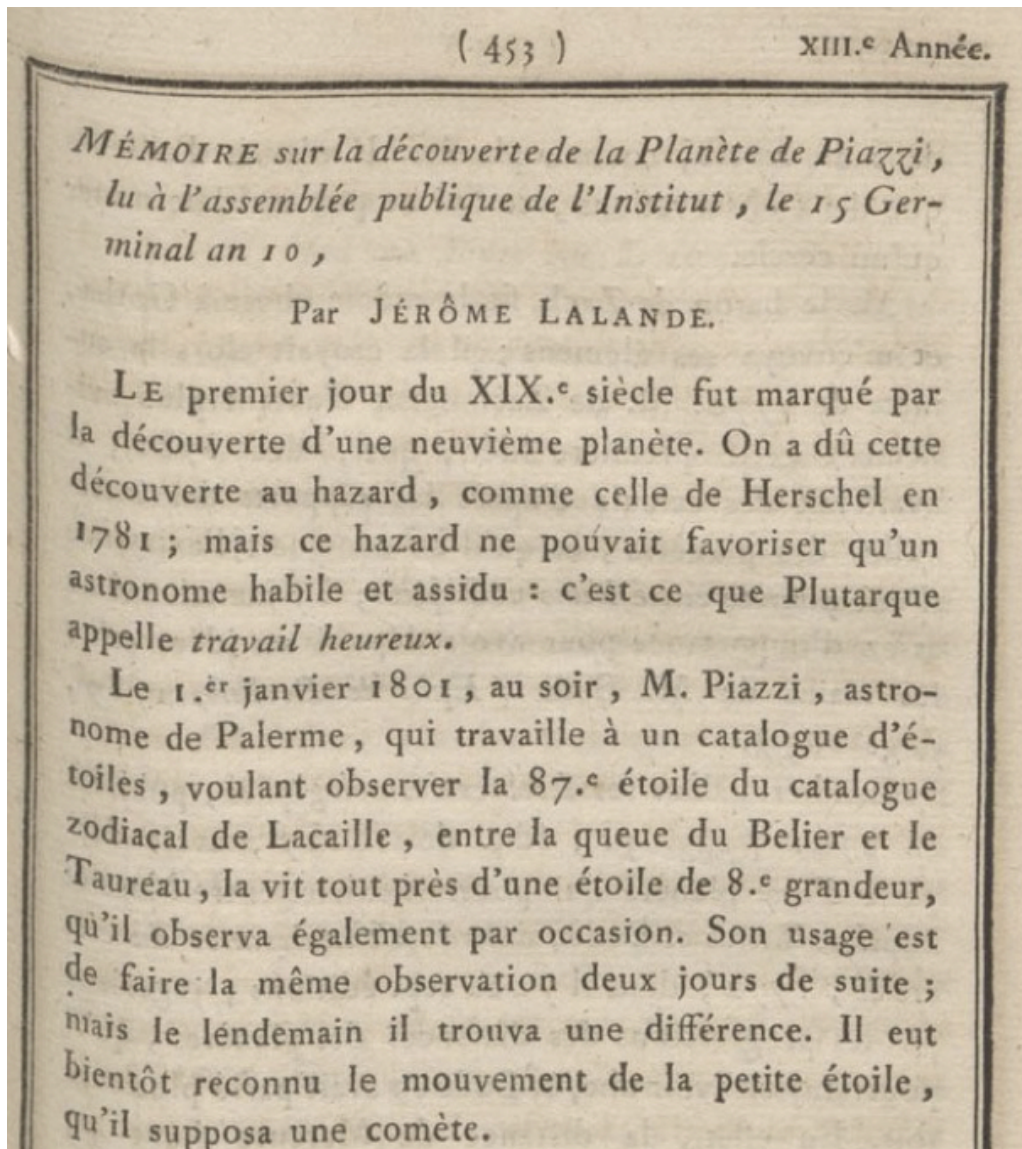 ( 453 ) XIII.e Année.
MÉMOIRE sur la découverte de la Planète de Piazzi,
lu à l'assemblée publique de l'Institut, le 15 Ger-
minal an 10,
Par JÉRÔME LALANDE.
LE premier jour du XIX.e siècle fut marqué par
la découverte d'une neuvième planète. On a dû cette
découverte au hazard, comme celle de Herschel en
1781; mais ce hazard ne pouvait favoriser qu'un
astronome habile et assidu : c'est ce que Plutarque
appelle travail heureux.
Le 1.er janvier 1801, au soir, M. Piazzi, astro-
nome de Palerme, qui travaille à un catalogue d'é-
toiles, voulant observer la 87.e étoile du catalogue
zodiacal de Lacaille, entre la queue du Belier et le
Taureau, la vit tout près d'une étoile de 8.e grandeur,
qu'il observa également par occasion. Son usage est
de faire la même observation deux jours de suite;
mais le lendemain il trouva une différence. Il eut
bientôt reconnu le mouvement de la petite étoile,
qu'il supposa une comète.